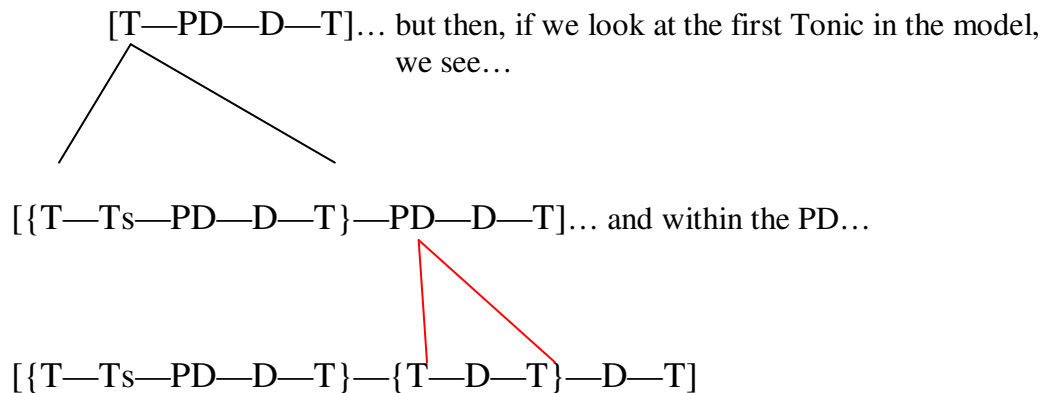 [T—PD—D—T]… but then, if we look at the first Tonic in the model,
we see…
[{T—Ts—PD—D—T}—PD—D—T]… and within the PD…
[{T—Ts—PD—D—T}—{T—D—T}—D—T]